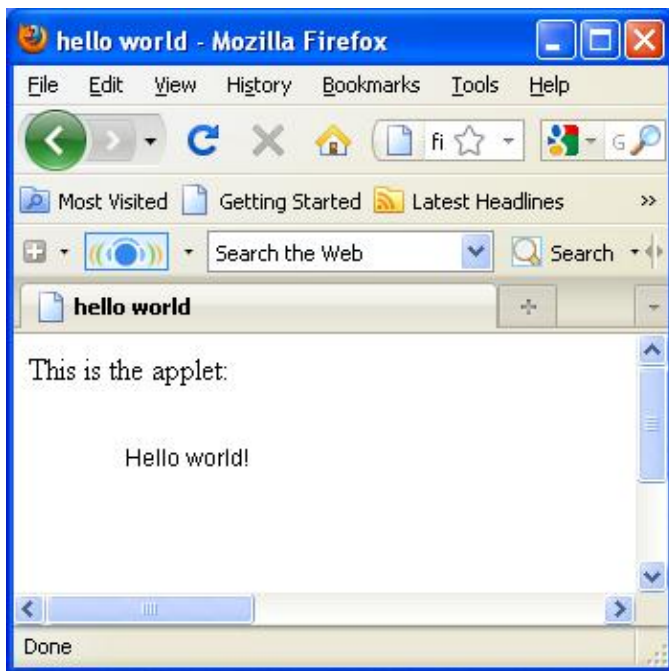 hello world - Mozilla Firefox
File Edit View History Bookmarks Tools Help
fi G
Most Visited Getting Started Latest Headlines »
Search the Web Search
hello world
This is the applet:
Hello world!
Done